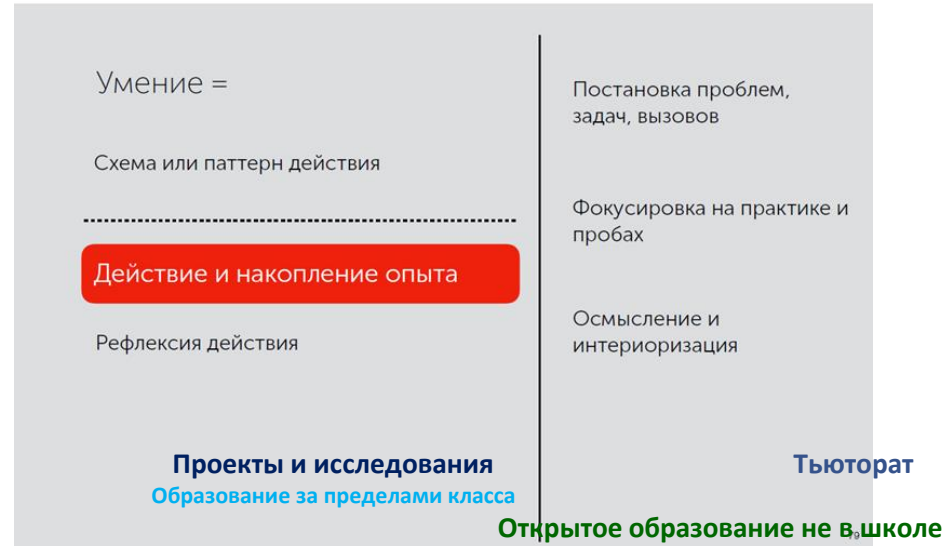 Умение =
Схема или паттерн действия
Действие и накопление опыта
Рефлексия действия
Постановка проблем,
задач, вызовов
Фокусировка на практике и
пробах
Осмысление и
интериоризация
Проекты и исследования
Тьюторат
Образование за пределами класса
Открытое образование не в школе